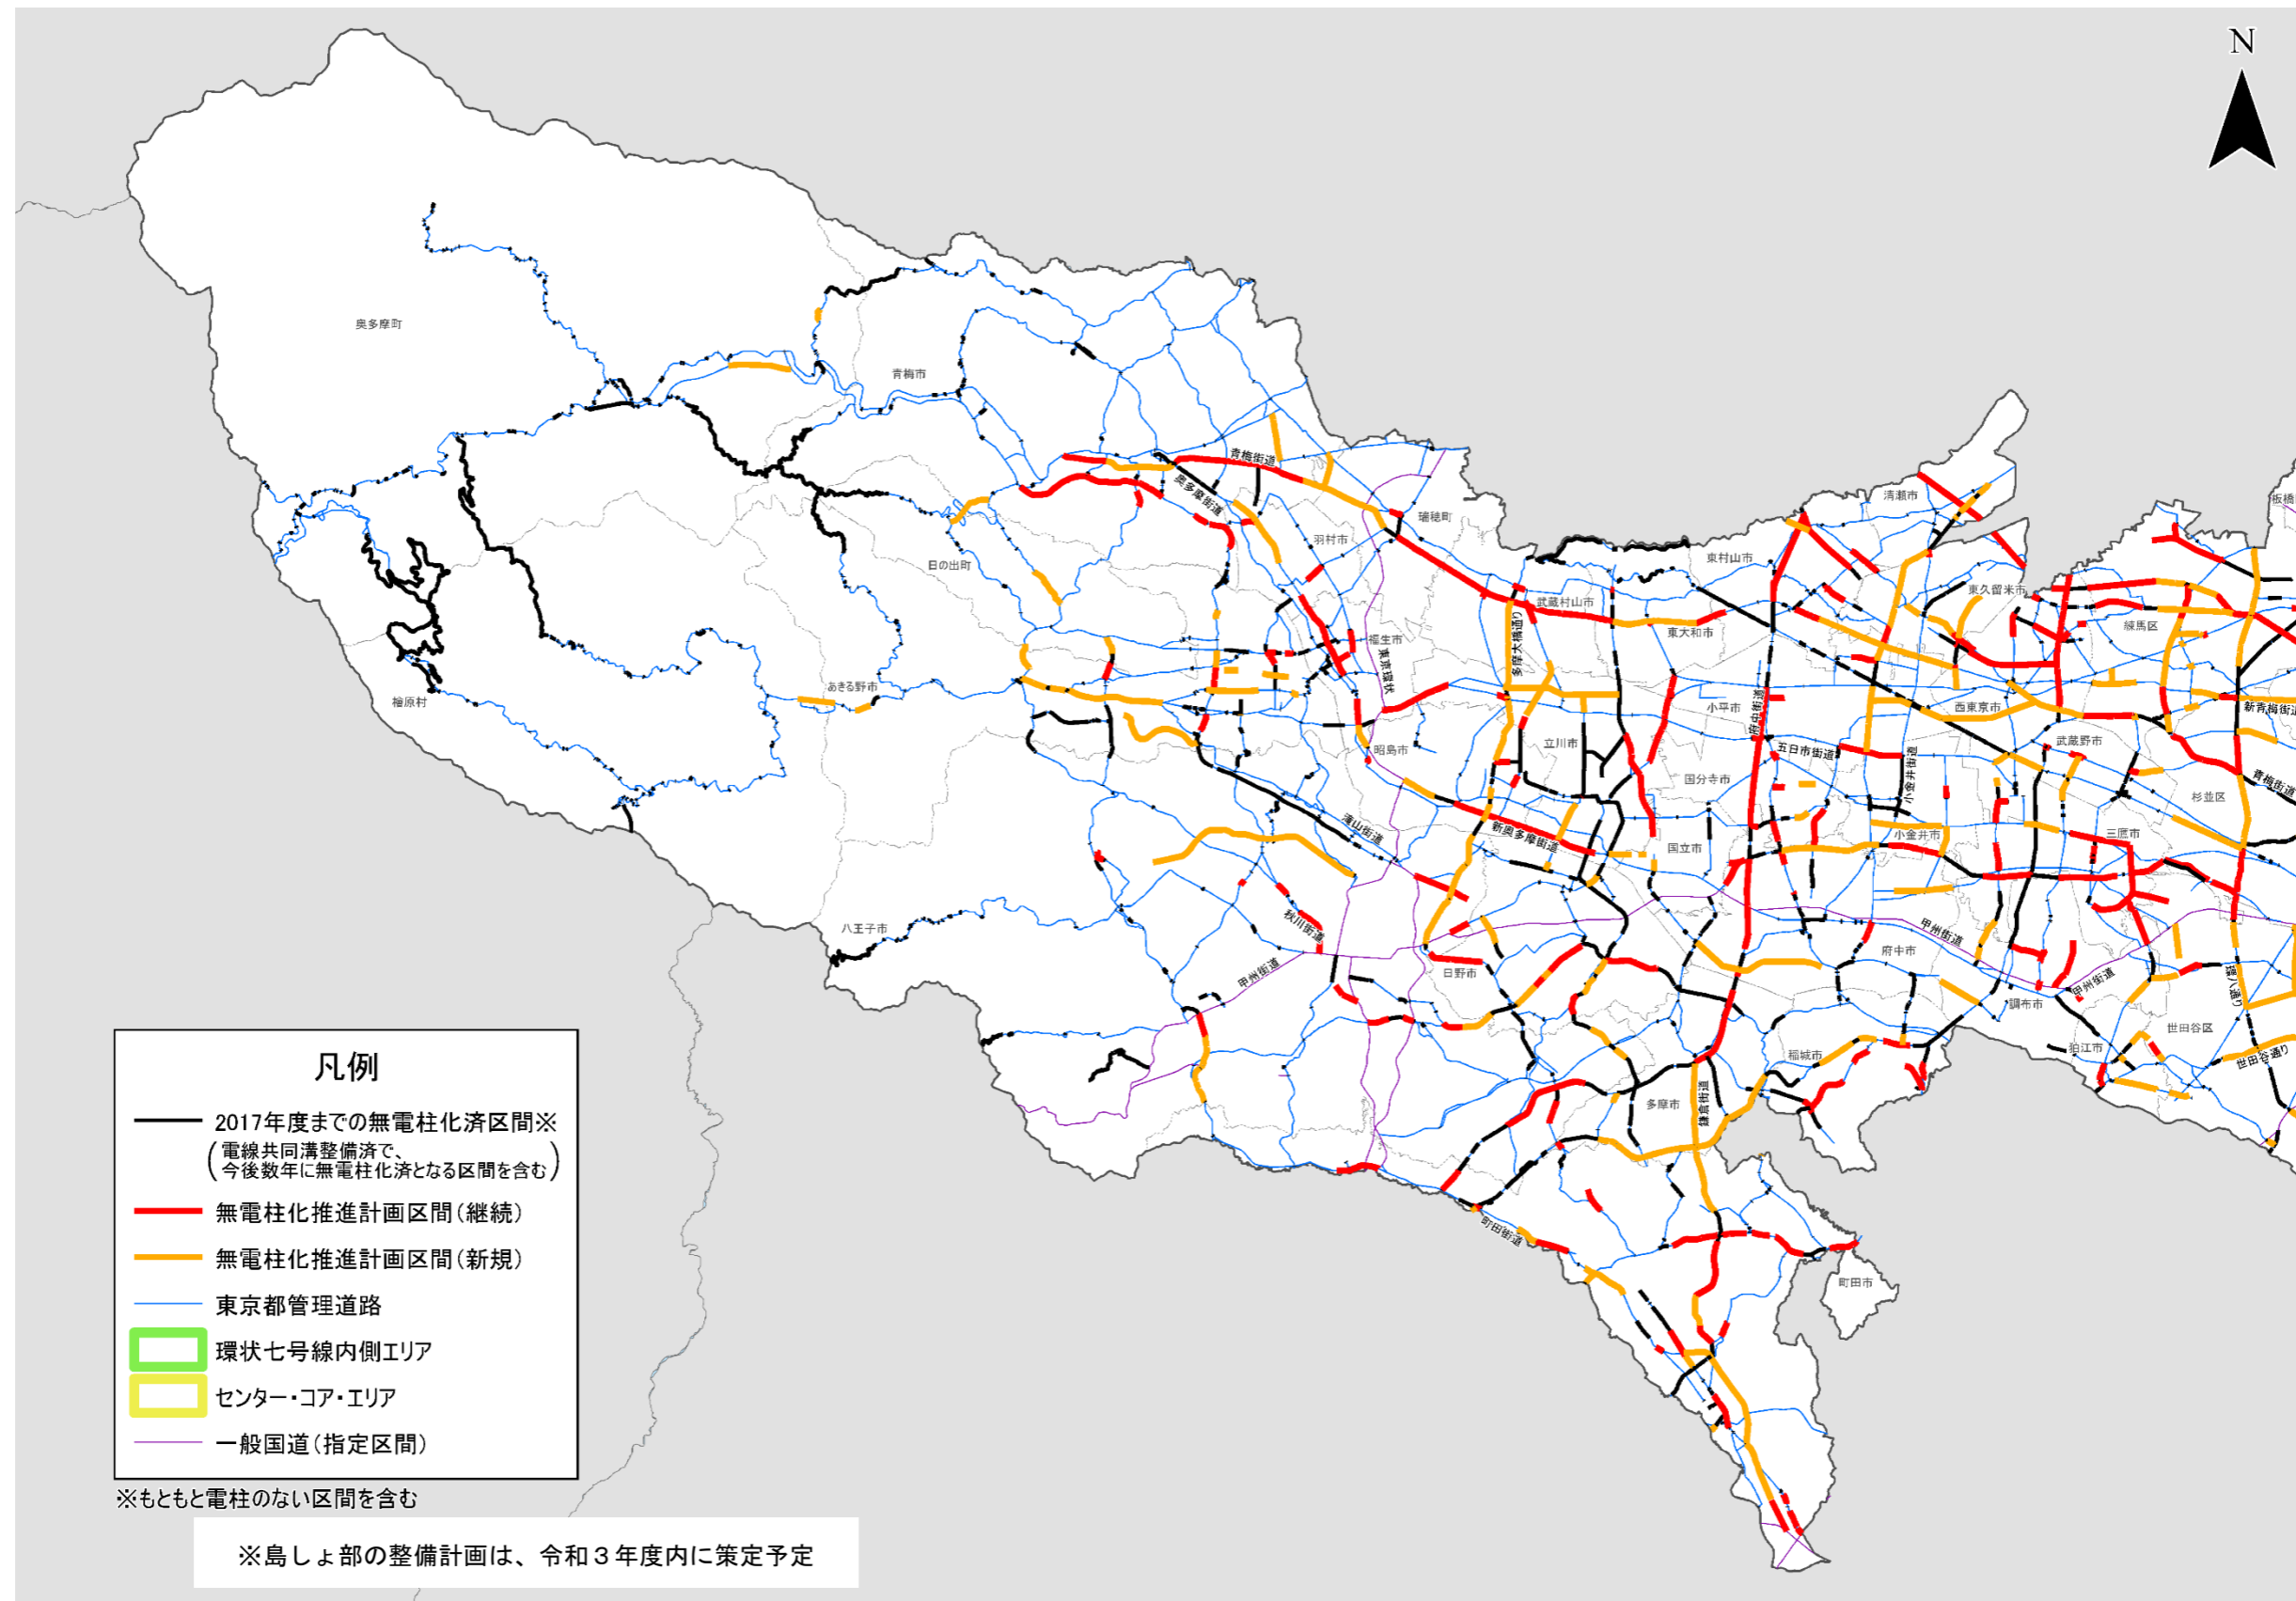 N
奥多摩町
青梅市
青梅街道
奥多摩街道
瑞穂町
羽村市
日の出町
清瀬市
板橋
東村山市
東久留米市
武蔵村山市
東大和市
練馬区
福生市
東京環状
多摩大橋通り
あきる野市
檜原村
小平市
府中街道
西東京市
新青梅街道
昭島市
立川市
五日市街道
武蔵野市
国分寺市
小金井街道
青梅街道
杉並区
滝山街道
新奥多摩街道
国立市
小金井市
三鷹市
八王子市
秋川街道
甲州街道
日野市
府中市
甲州街道
甲州街道
環八通り
調布市
世田谷区
狛江市
世田谷通り
稲城市
多摩市
鎌倉街道
町田街道
町田市
凡例
2017年度までの無電柱化済区間※
(電線共同溝整備済で、
今後数年に無電柱化済となる区間を含む)
無電柱化推進計画区間(継続)
無電柱化推進計画区間(新規)
東京都管理道路
環状七号線内側エリア
センター・コア・エリア
一般国道(指定区間)
※もともと電柱のない区間を含む
※島しょ部の整備計画は、令和3年度内に策定予定